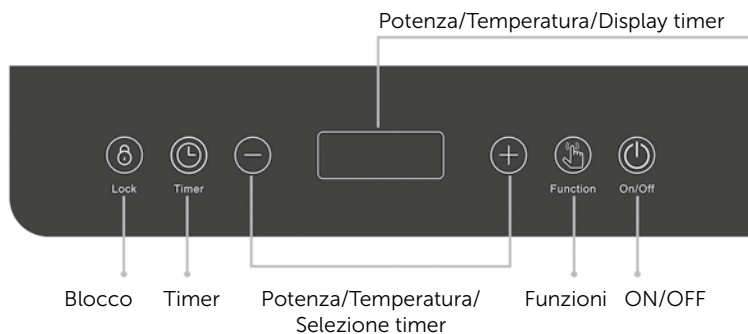 Potenza/Temperatura/Display timer
Lock
Timer
Function
On/Off
Blocco
Timer
Potenza/Temperatura/
Selezione timer
Funzioni
ON/OFF